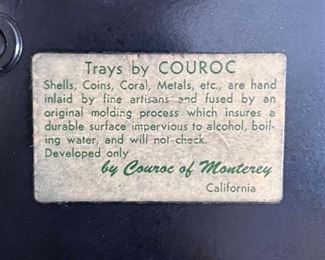 Trays by COUROC
Shells, Coins, Coral, Metals, etc., are hand
inlaid by fine artisans and fused by an
original molding process which insures a
durable surface impervious to alcohol, boil-
ing water, and will not check.
Developed only
by Couroc of Monterey
California